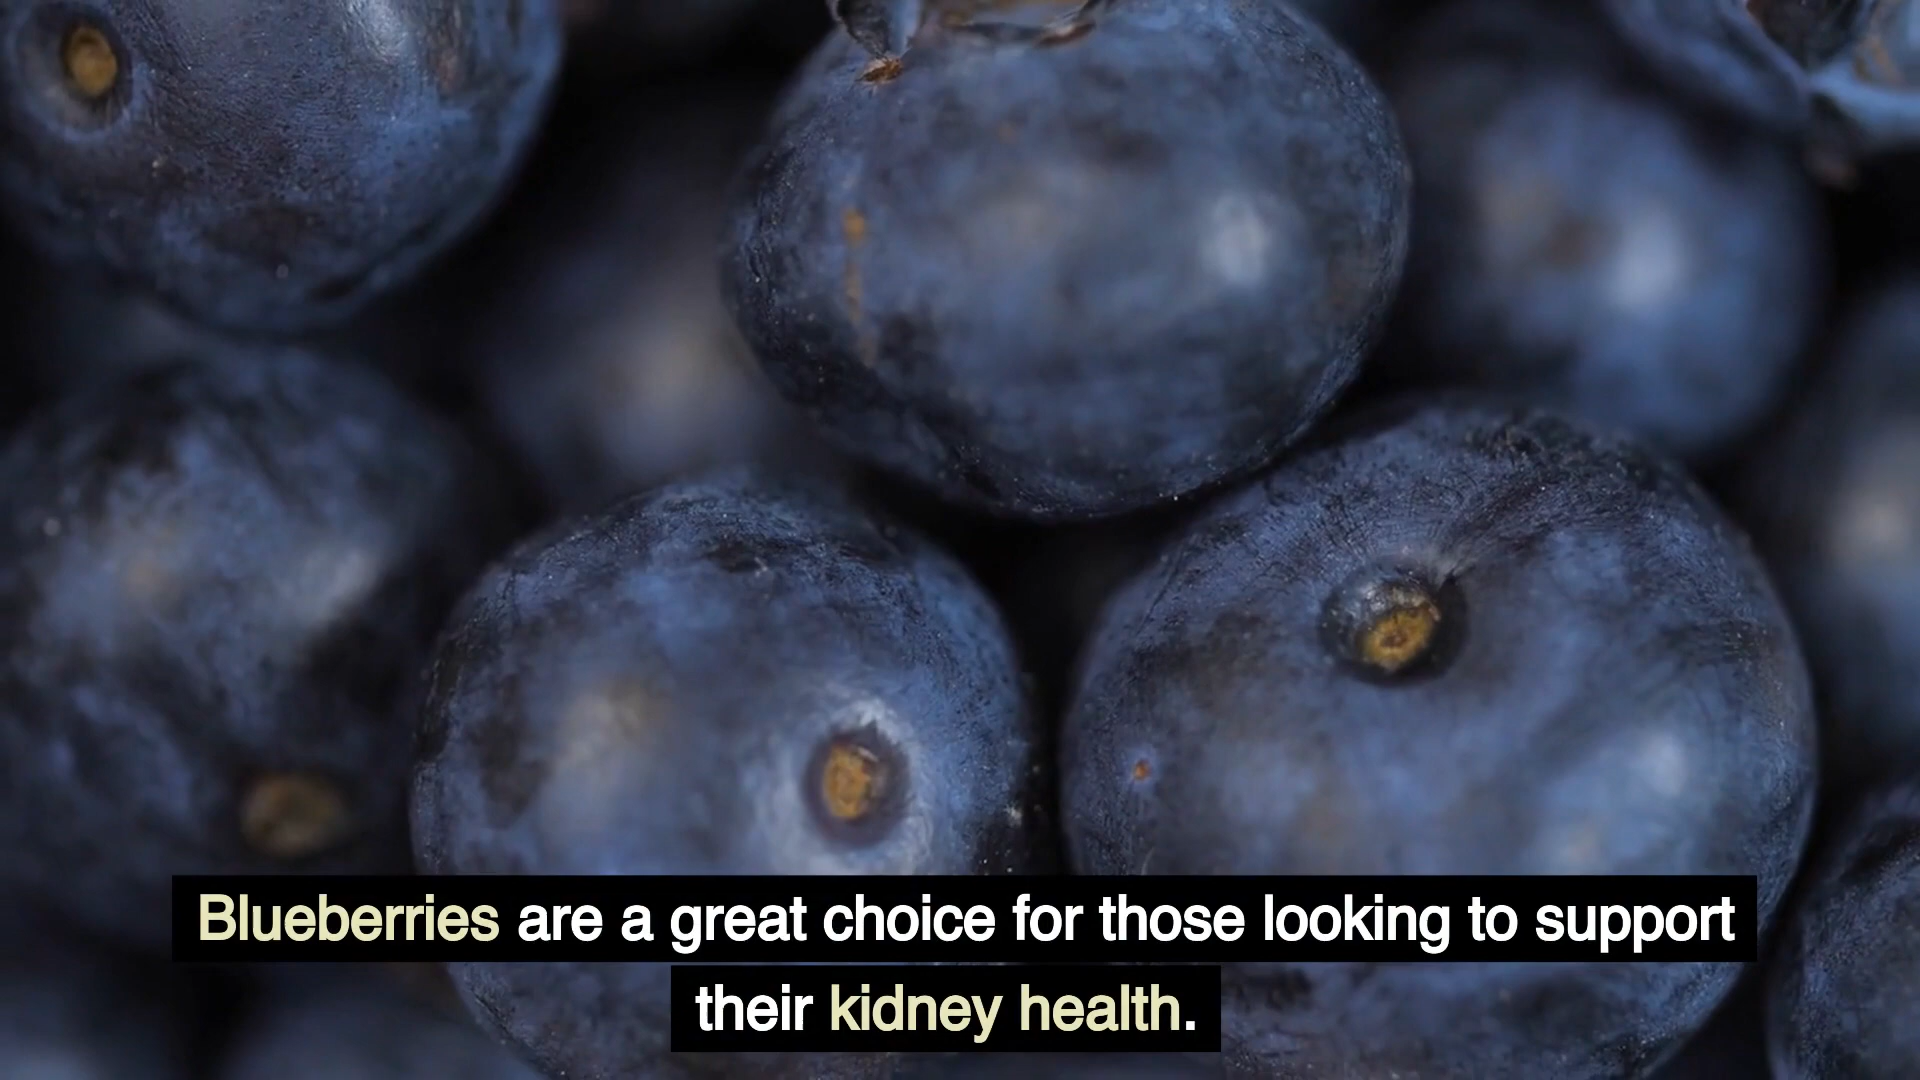 Blueberries are a great choice for those looking to support
their kidney health.